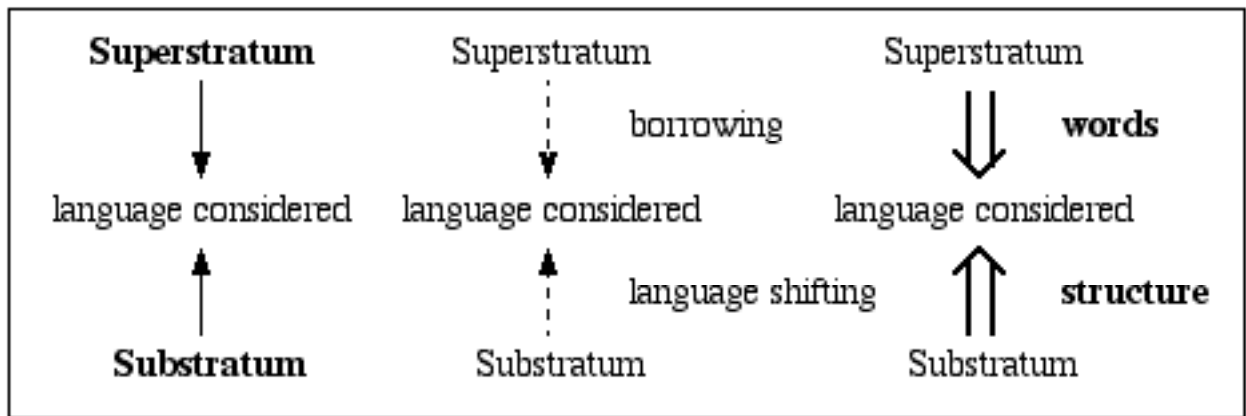 Superstratum Superstratum Superstratum
borrowing words
language considered language considered language considered
language shifting structure
Substratum Substratum Substratum